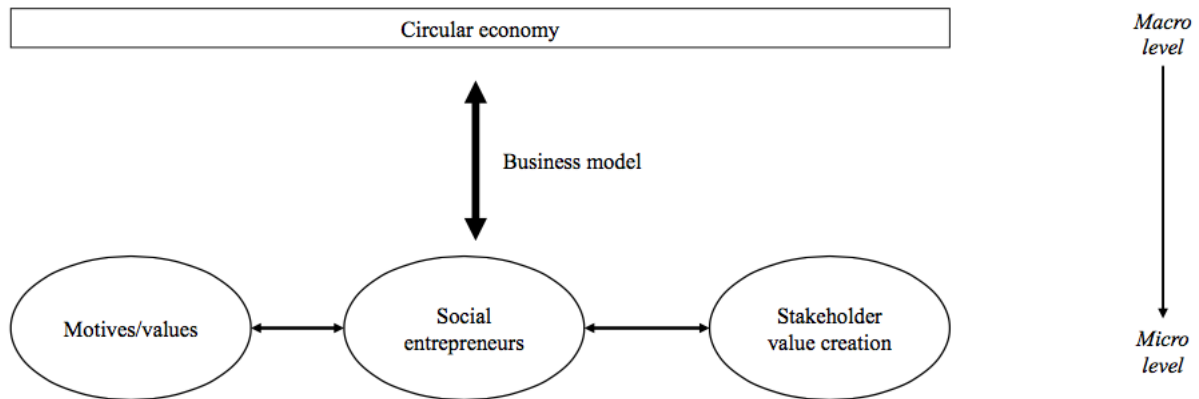 Circular economy
Macro
level
Business model
Motives/values
Social
entrepreneurs
Stakeholder
value creation
Micro
level